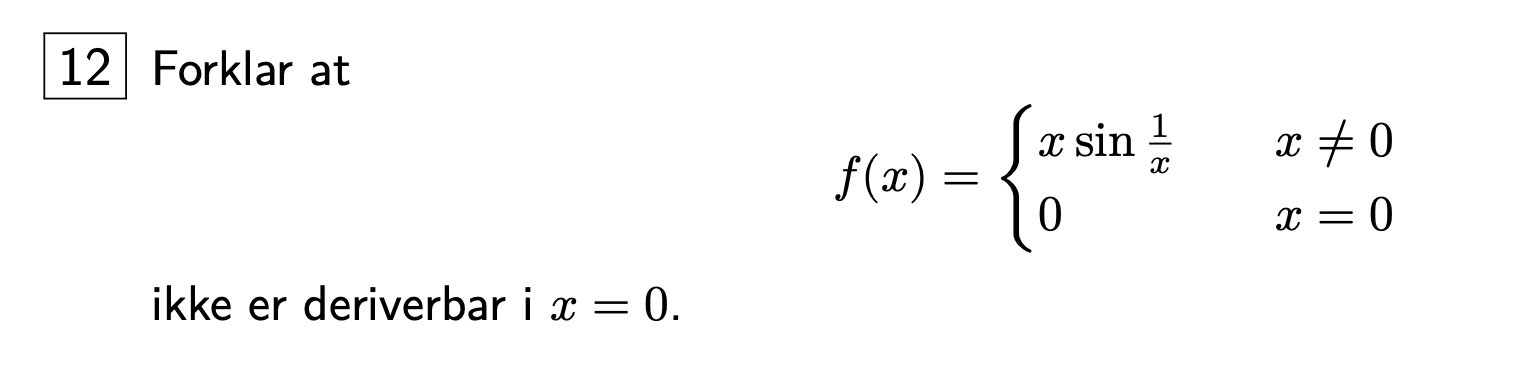 12 Forklar at
f(x) = { x sin 1/x x ≠ 0
0 x = 0
ikke er deriverbar i x = 0.